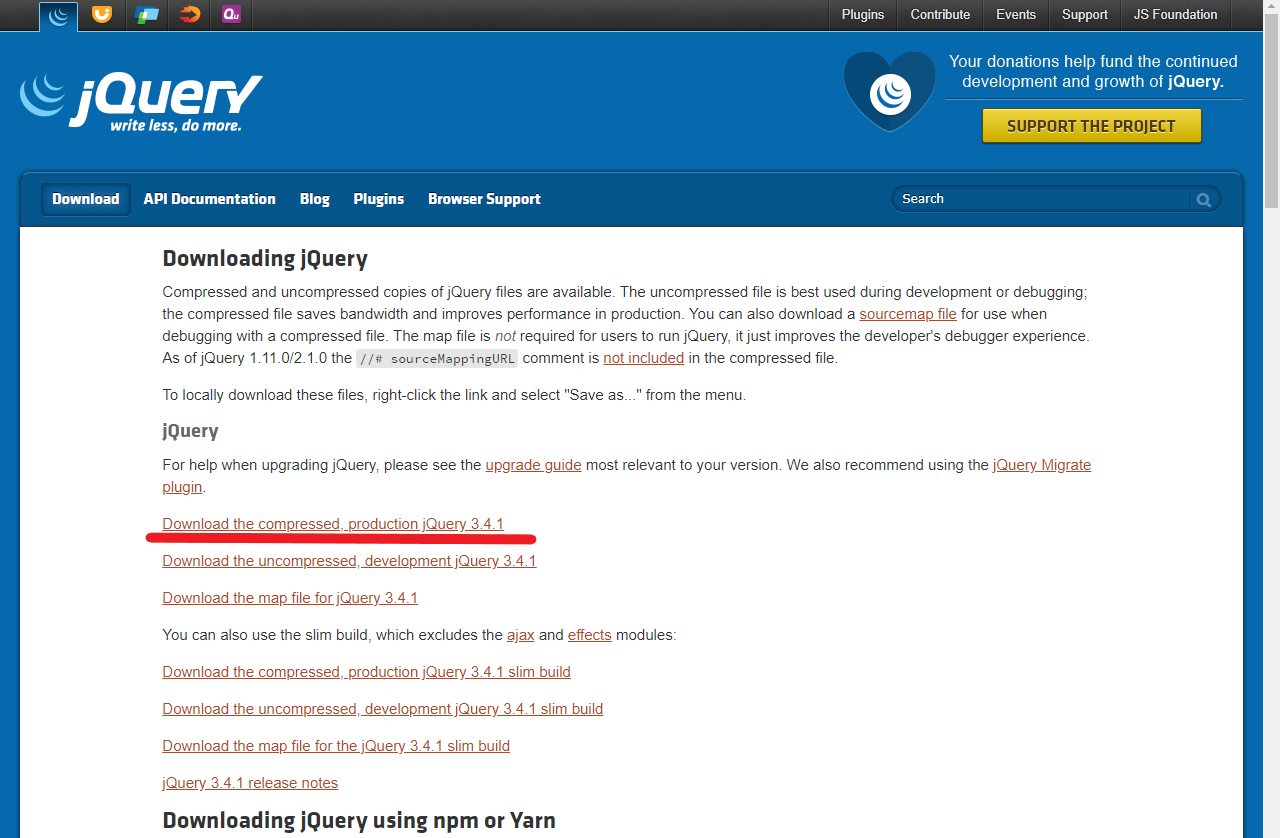 Plugins Contribute Events Support JS Foundation
Qu
jQuery
write less, do more.
Your donations help fund the continued
development and growth of jQuery.
SUPPORT THE PROJECT
Download API Documentation Blog Plugins Browser Support Search
Downloading jQuery
Compressed and uncompressed copies of jQuery files are available. The uncompressed file is best used during development or debugging;
the compressed file saves bandwidth and improves performance in production. You can also download a sourcemap file for use when
debugging with a compressed file. The map file is not required for users to run jQuery, it just improves the developer's debugger experience.
As of jQuery 1.11.0/2.1.0 the //# sourceMappingURL comment is not included in the compressed file.
To locally download these files, right-click the link and select "Save as..." from the menu.
jQuery
For help when upgrading jQuery, please see the upgrade guide most relevant to your version. We also recommend using the jQuery Migrate
plugin.
Download the compressed, production jQuery 3.4.1
Download the uncompressed, development jQuery 3.4.1
Download the map file for jQuery 3.4.1
You can also use the slim build, which excludes the ajax and effects modules:
Download the compressed, production jQuery 3.4.1 slim build
Download the uncompressed, development jQuery 3.4.1 slim build
Download the map file for the jQuery 3.4.1 slim build
jQuery 3.4.1 release notes
Downloading jQuery using npm or Yarn